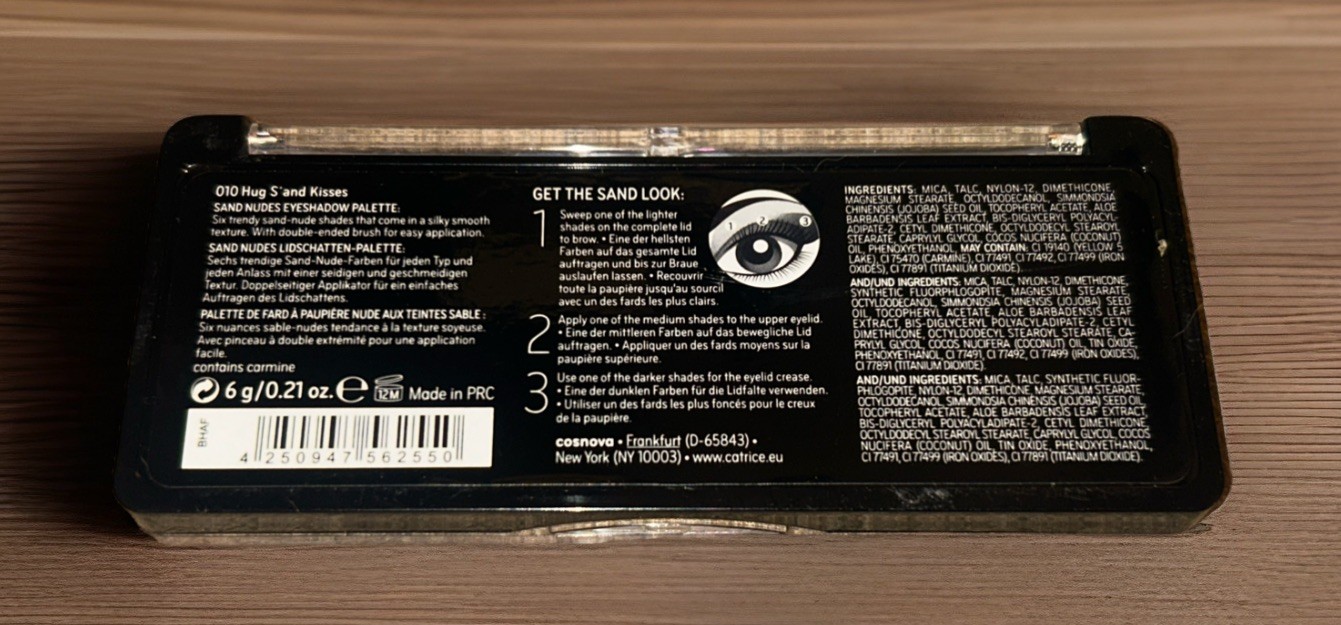 010 Hug S'and Kisses
SAND NUDES EYESHADOW PALETTE:
Six trendy sand-nude shades that come in a silky smooth
texture. With double-ended brush for easy application.
SAND NUDES LIDSCHATTEN-PALETTE:
Sechs trendige Sand-Nude-Farben für jeden Typ und
jeden Anlass mit einer seidigen und geschmeidigen
Textur. Doppelseitiger Applikator für ein einfaches
Auftragen des Lidschattens.
PALETTE DE FARD À PAUPIÈRE NUDE AUX TEINTES SABLE :
Six nuances sable-nudes tendance à la texture soyeuse.
Avec pinceau à double extrémité pour une application
facile.
contains carmine
6 g/0.21 oz. e 12M Made in PRC
BHAF
4 250947 562550
GET THE SAND LOOK:
1
Sweep one of the lighter
shades on the complete lid
to brow. • Eine der hellsten
Farben auf das gesamte Lid
auftragen und bis zur Braue
auslaufen lassen. • Recouvrir
toute la paupière jusqu'au sourcil
avec un des fards les plus clairs.
1 2 3
2
Apply one of the medium shades to the upper eyelid.
• Eine der mittleren Farben auf das bewegliche Lid
auftragen. • Appliquer un des fards moyens sur la
paupière supérieure.
3
Use one of the darker shades for the eyelid crease.
• Eine der dunklen Farben für die Lidfalte verwenden.
• Utiliser un des fards les plus foncés pour le creux
de la paupière.
cosnova • Frankfurt (D-65843) •
New York (NY 10003) • www.catrice.eu
INGREDIENTS: MICA, TALC, NYLON-12, DIMETHICONE,
MAGNESIUM STEARATE, OCTYLDODECANOL, SIMMONDSIA
CHINENSIS (JOJOBA) SEED OIL, TOCOPHERYL ACETATE, ALOE
BARBADENSIS LEAF EXTRACT, BIS-DIGLYCERYL POLYACYL-
ADIPATE-2, CETYL DIMETHICONE, OCTYLDODECYL STEAROYL
STEARATE, CAPRYLYL GLYCOL, COCOS NUCIFERA (COCONUT)
OIL, PHENOXYETHANOL. MAY CONTAIN: CI 19140 (YELLOW 5
LAKE), CI 75470 (CARMINE), CI 77491, CI 77492, CI 77499 (IRON
OXIDES), CI 77891 (TITANIUM DIOXIDE).
AND/UND INGREDIENTS: MICA, TALC, NYLON-12, DIMETHICONE,
SYNTHETIC FLUORPHLOGOPITE, MAGNESIUM STEARATE,
OCTYLDODECANOL, SIMMONDSIA CHINENSIS (JOJOBA) SEED
OIL, TOCOPHERYL ACETATE, ALOE BARBADENSIS LEAF
EXTRACT, BIS-DIGLYCERYL POLYACYLADIPATE-2, CETYL
DIMETHICONE, OCTYLDODECYL STEAROYL STEARATE, CA-
PRYLYL GLYCOL, COCOS NUCIFERA (COCONUT) OIL, TIN OXIDE,
PHENOXYETHANOL, CI 77491, CI 77492, CI 77499 (IRON OXIDES),
CI 77891 (TITANIUM DIOXIDE).
AND/UND INGREDIENTS: MICA, TALC, SYNTHETIC FLUOR-
PHLOGOPITE, NYLON-12, DIMETHICONE, MAGNESIUM STEARATE,
OCTYLDODECANOL, SIMMONDSIA CHINENSIS (JOJOBA) SEED OIL,
TOCOPHERYL ACETATE, ALOE BARBADENSIS LEAF EXTRACT,
BIS-DIGLYCERYL POLYACYLADIPATE-2, CETYL DIMETHICONE,
OCTYLDODECYL STEAROYL STEARATE, CAPRYLYL GLYCOL, COCOS
NUCIFERA (COCONUT) OIL, TIN OXIDE, PHENOXYETHANOL,
CI 77491, CI 77499 (IRON OXIDES), CI 77891 (TITANIUM DIOXIDE).